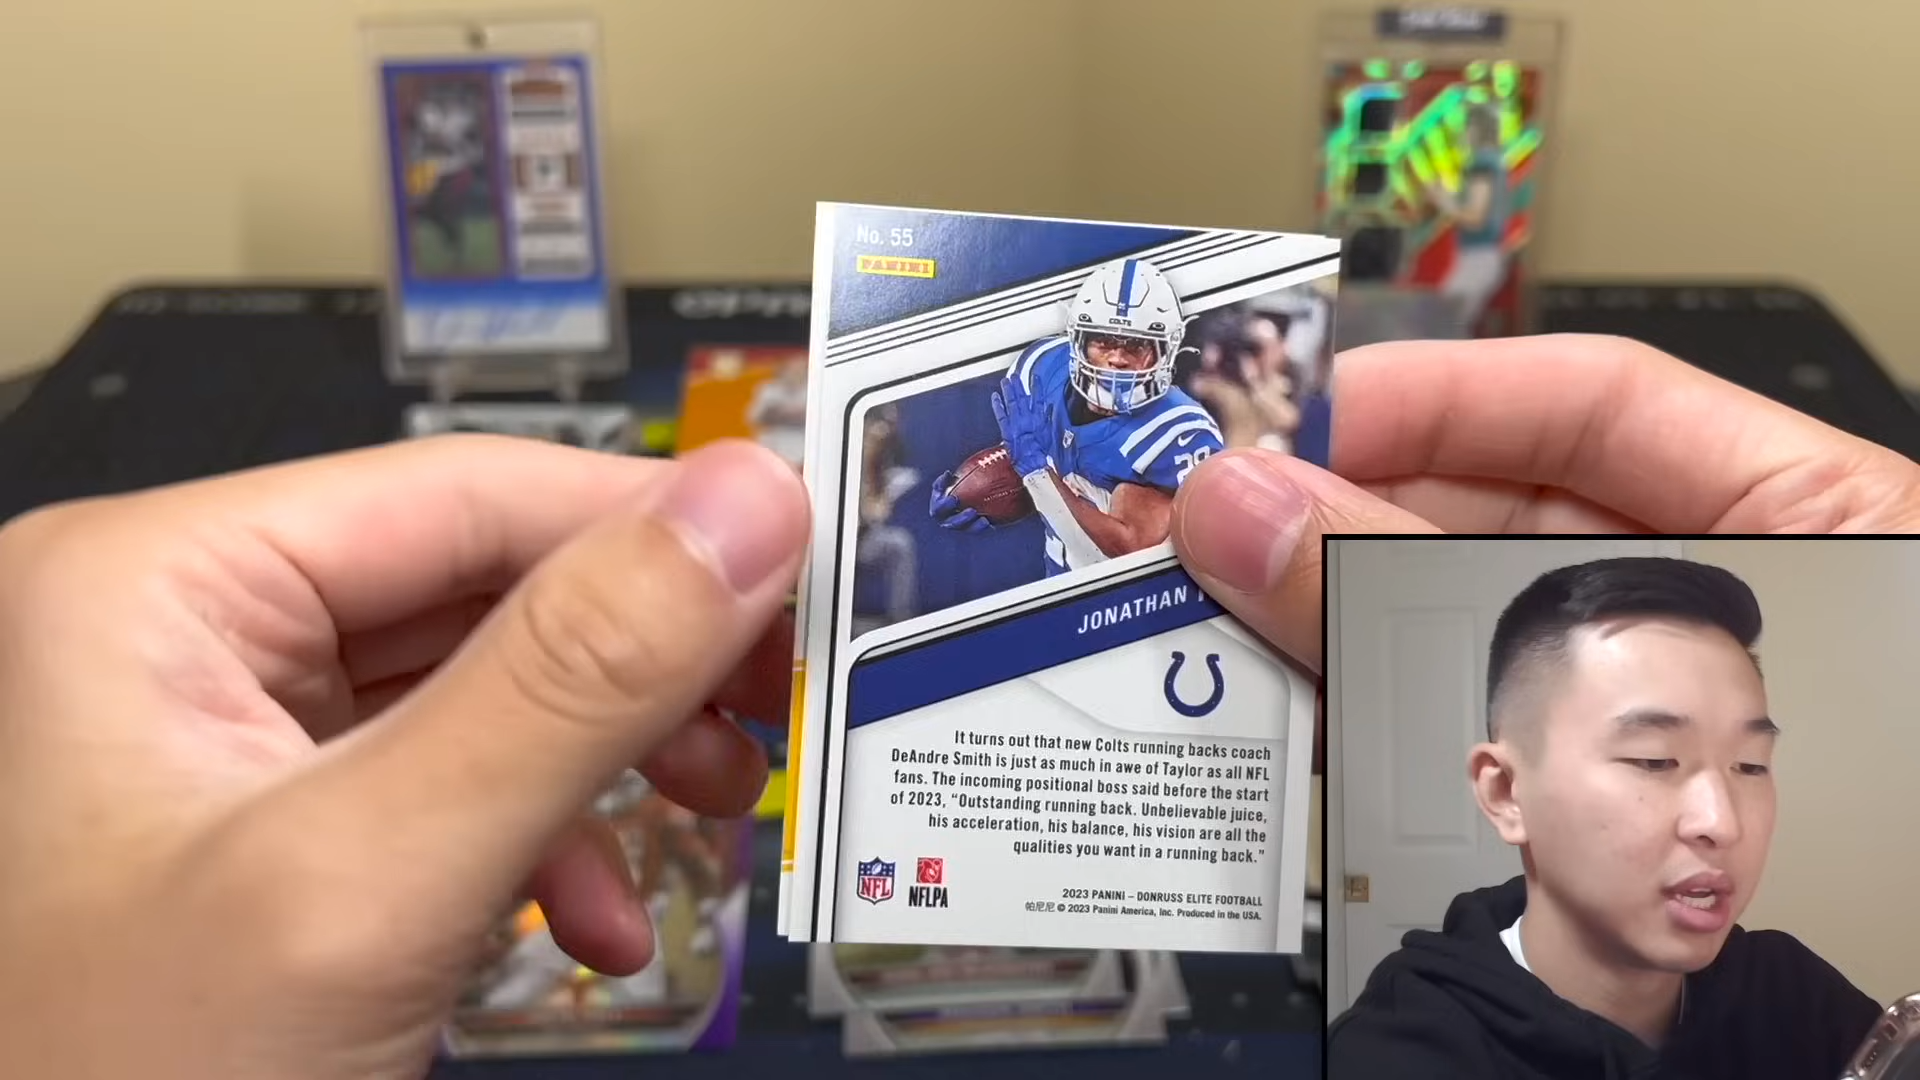 No. 55
PANINI
COLTS
JONATHAN
It turns out that new Colts running backs coach
DeAndre Smith is just as much in awe of Taylor as all NFL
fans. The incoming positional boss said before the start
of 2023, “Outstanding running back. Unbelievable juice,
his acceleration, his balance, his vision are all the
qualities you want in a running back.”
NFL
NFLPA
2023 PANINI – DONRUSS ELITE FOOTBALL
帕尼尼 © 2023 Panini America, Inc. Produced in the USA.